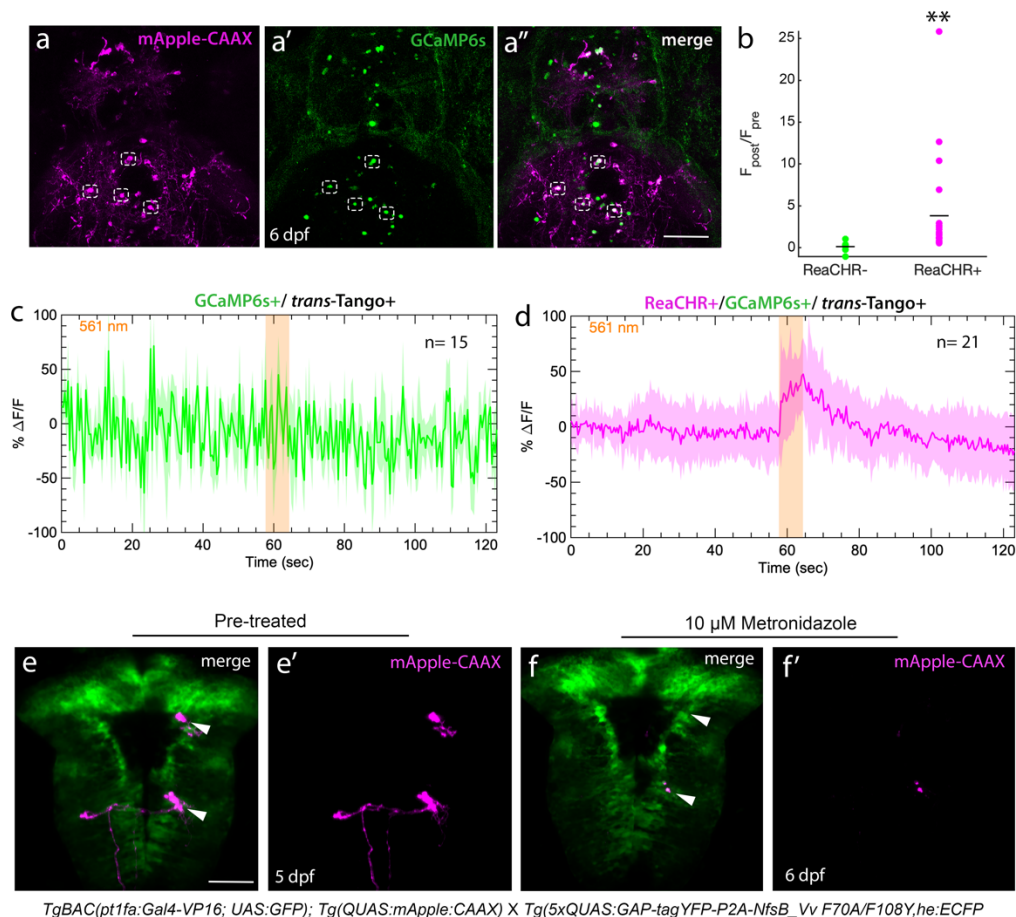 a mApple-CAAX
a' GCaMP6s
6 dpf
a'' merge
b
**
F_post/F_pre
25
20
15
10
5
0
ReaCHR- ReaCHR+
c GCaMP6s+/ trans-Tango+
561 nm
n= 15
% ΔF/F
100
50
0
-50
-100
0 20 40 60 80 100 120
Time (sec)
d ReaCHR+/GCaMP6s+/ trans-Tango+
561 nm
n= 21
% ΔF/F
100
50
0
-50
-100
0 20 40 60 80 100 120
Time (sec)
Pre-treated
10 µM Metronidazole
e merge
e' mApple-CAAX
5 dpf
f merge
f' mApple-CAAX
6 dpf
TgBAC(pt1fa:Gal4-VP16; UAS:GFP); Tg(QUAS:mApple:CAAX) X Tg(5xQUAS:GAP-tagYFP-P2A-NfsB_Vv F70A/F108Y,he:ECFP